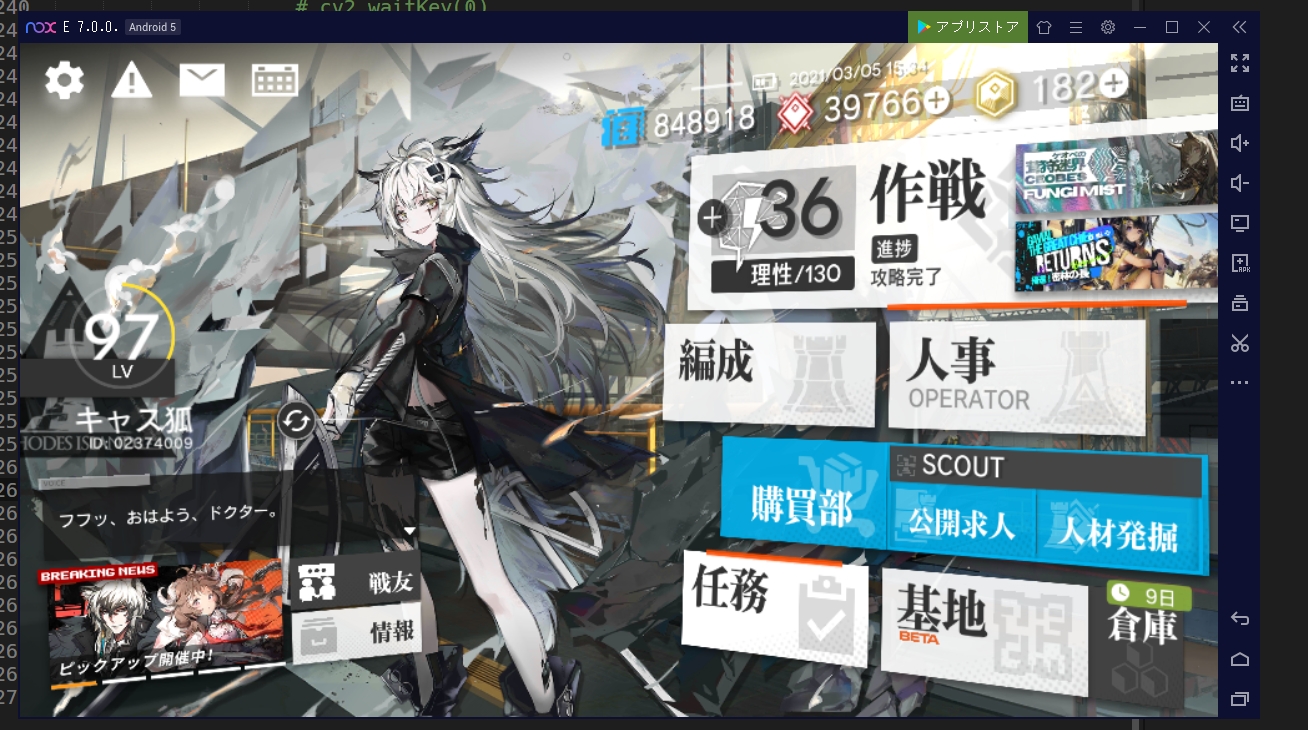 # cv2 waitKey(0)
nox E 7.0.0. Android 5
アプリストア
2021/03/05
848918
39766
182
36
理性/130
作戦
進捗
攻略完了
FUNGIMIST
RETURNS
97
LV
キャス狐
ID: 02374009
VOICE
フフッ、おはよう、ドクター。
編成
人事
OPERATOR
購買部
SCOUT
公開求人
人材発掘
BREAKING NEWS
ピックアップ開催中!
戦友
情報
任務
基地
BETA
9日
倉庫